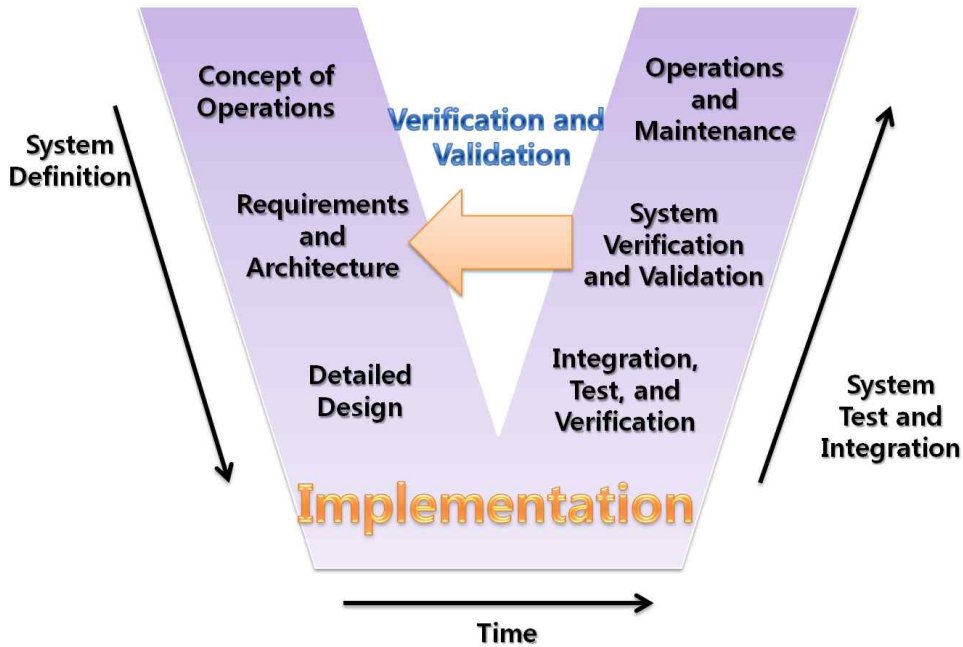 Concept of
Operations
Operations
and
Maintenance
Verification and
Validation
System
Definition
Requirements
and
Architecture
System
Verification
and Validation
Detailed
Design
Integration,
Test, and
Verification
System
Test and
Integration
Implementation
Time